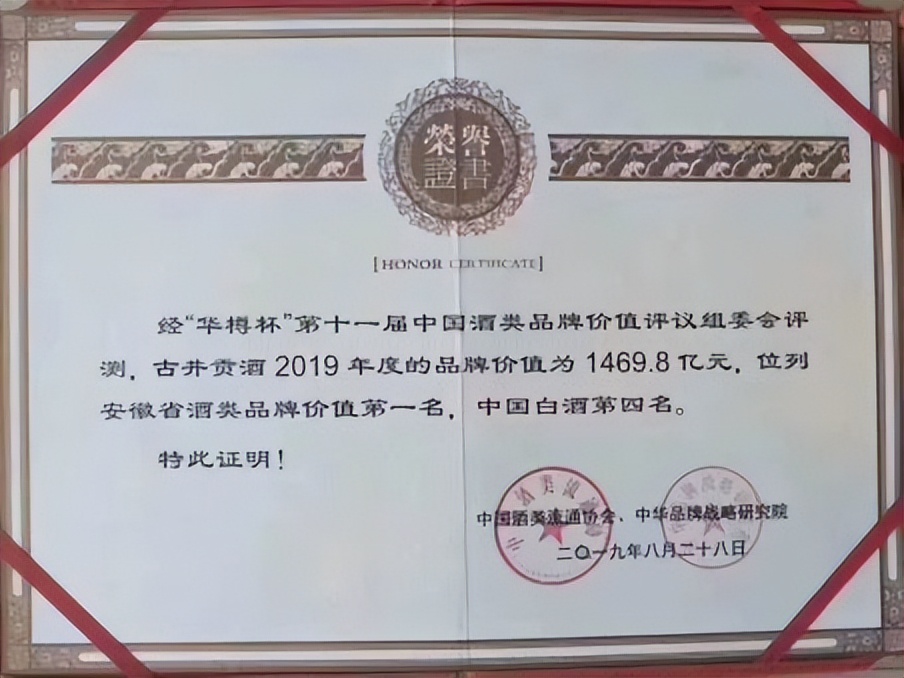 榮譽
證書
[HONOR CERTIFICATE]
经“华樽杯”第十一届中国酒类品牌价值评议组委会评
测，古井贡酒 2019 年度的品牌价值为 1469.8 亿元，位列
安徽省酒类品牌价值第一名，中国白酒第四名。
特此证明！
中国酒类流通协会、中华品牌战略研究院
二〇一九年八月二十八日